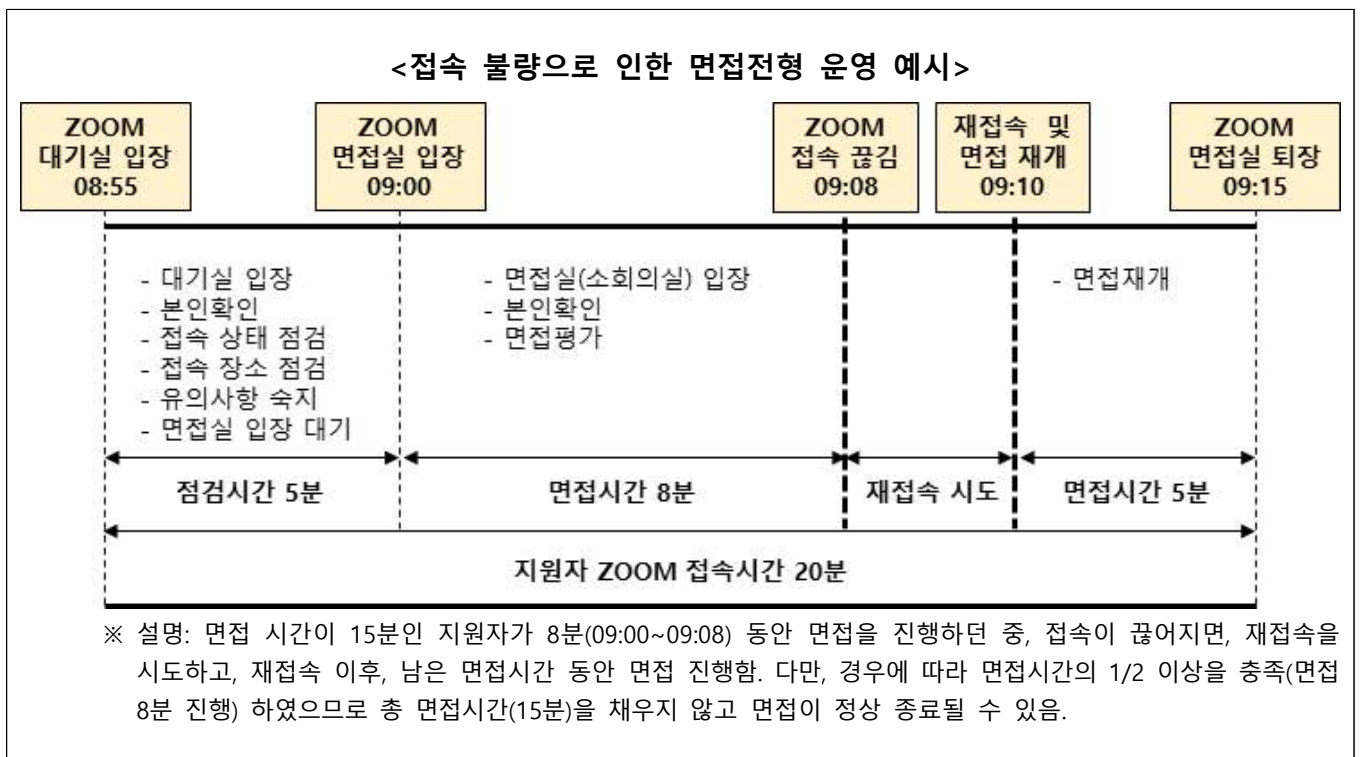 <접속 불량으로 인한 면접전형 운영 예시>
ZOOM
대기실 입장
08:55
ZOOM
면접실 입장
09:00
ZOOM
접속 끊김
09:08
재접속 및
면접 재개
09:10
ZOOM
면접실 퇴장
09:15
- 대기실 입장
- 본인확인
- 접속 상태 점검
- 접속 장소 점검
- 유의사항 숙지
- 면접실 입장 대기
- 면접실(소회의실) 입장
- 본인확인
- 면접평가
- 면접재개
점검시간 5분
면접시간 8분
재접속 시도
면접시간 5분
지원자 ZOOM 접속시간 20분
※ 설명: 면접 시간이 15분인 지원자가 8분(09:00~09:08) 동안 면접을 진행하던 중, 접속이 끊어지면, 재접속을
시도하고, 재접속 이후, 남은 면접시간 동안 면접 진행함. 다만, 경우에 따라 면접시간의 1/2 이상을 충족(면접
8분 진행) 하였으므로 총 면접시간(15분)을 채우지 않고 면접이 정상 종료될 수 있음.